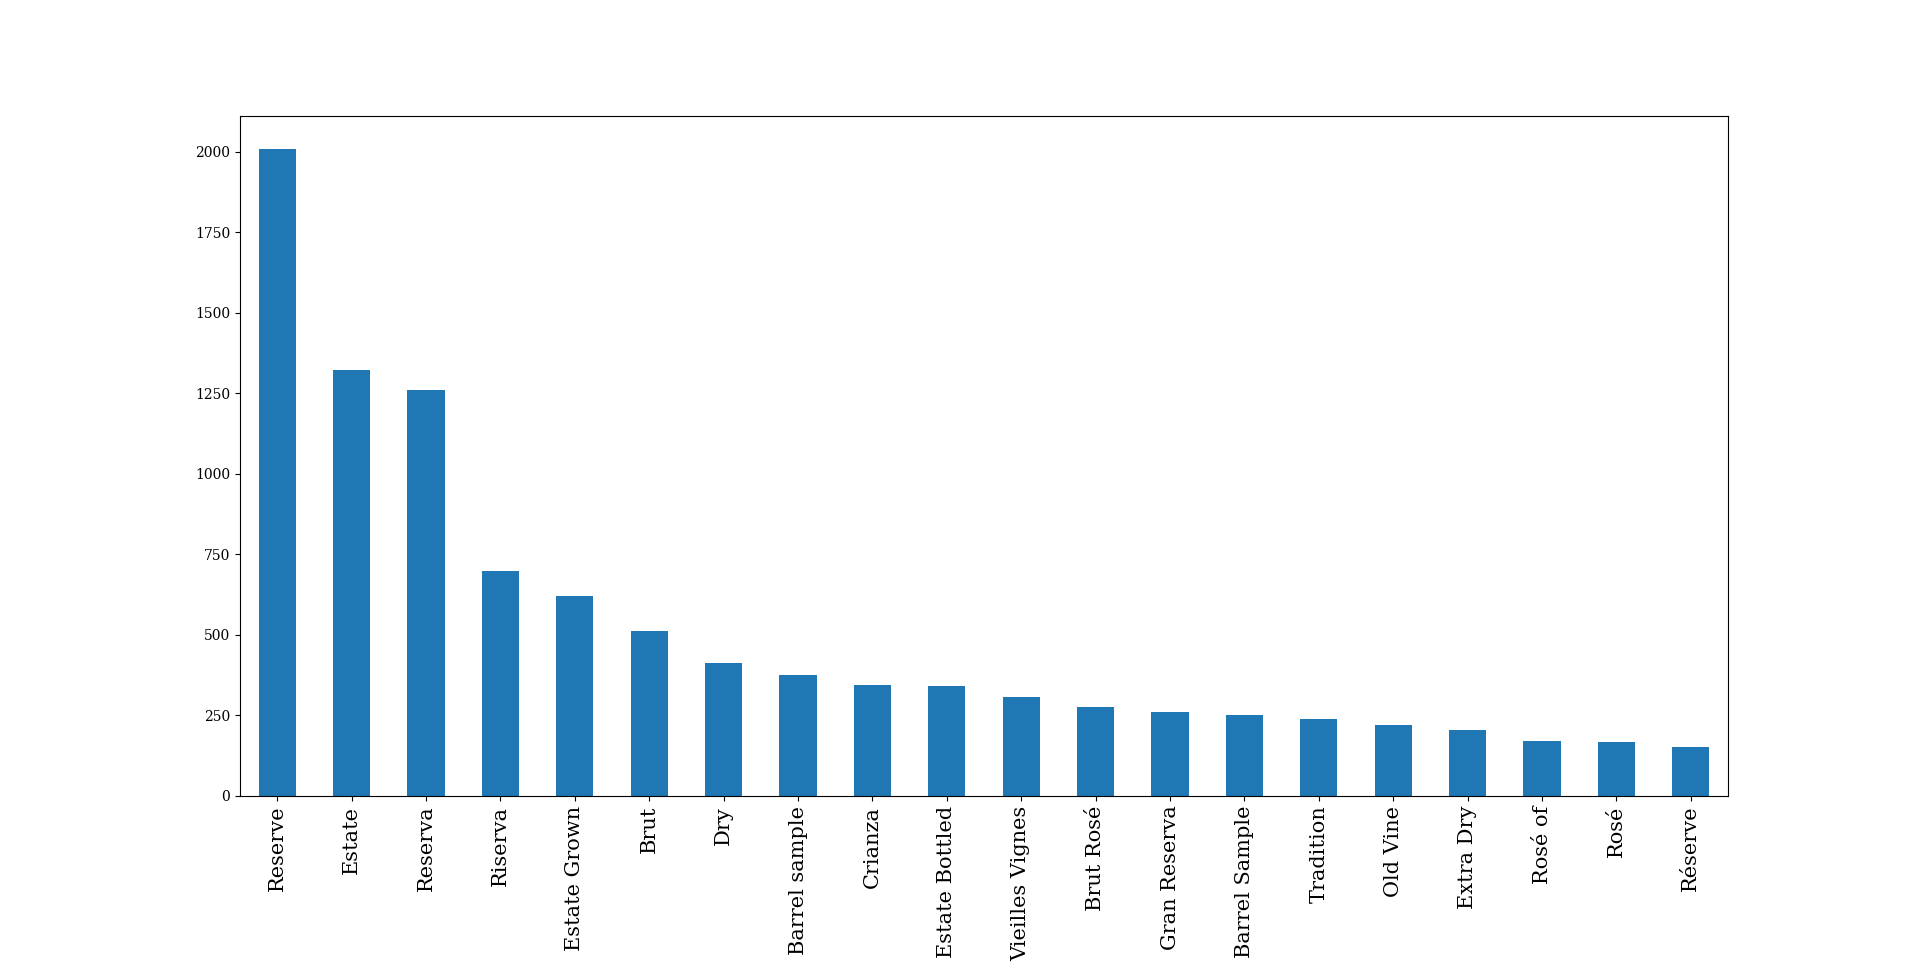 2000
1750
1500
1250
1000
750
500
250
0
Reserve
Estate
Reserva
Riserva
Estate Grown
Brut
Dry
Barrel sample
Crianza
Estate Bottled
Vieilles Vignes
Brut Rosé
Gran Reserva
Barrel Sample
Tradition
Old Vine
Extra Dry
Rosé of
Rosé
Réserve